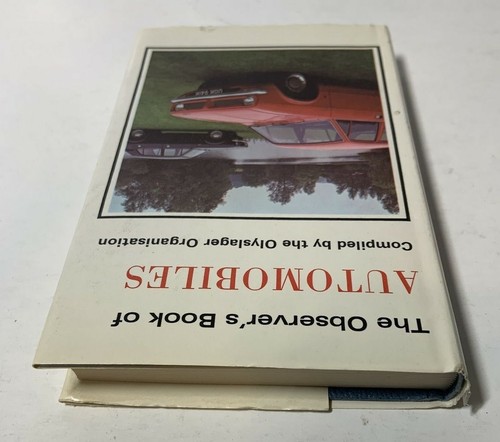 The Observer's Book of
AUTOMOBILES
Compiled by the Olyslager Organisation